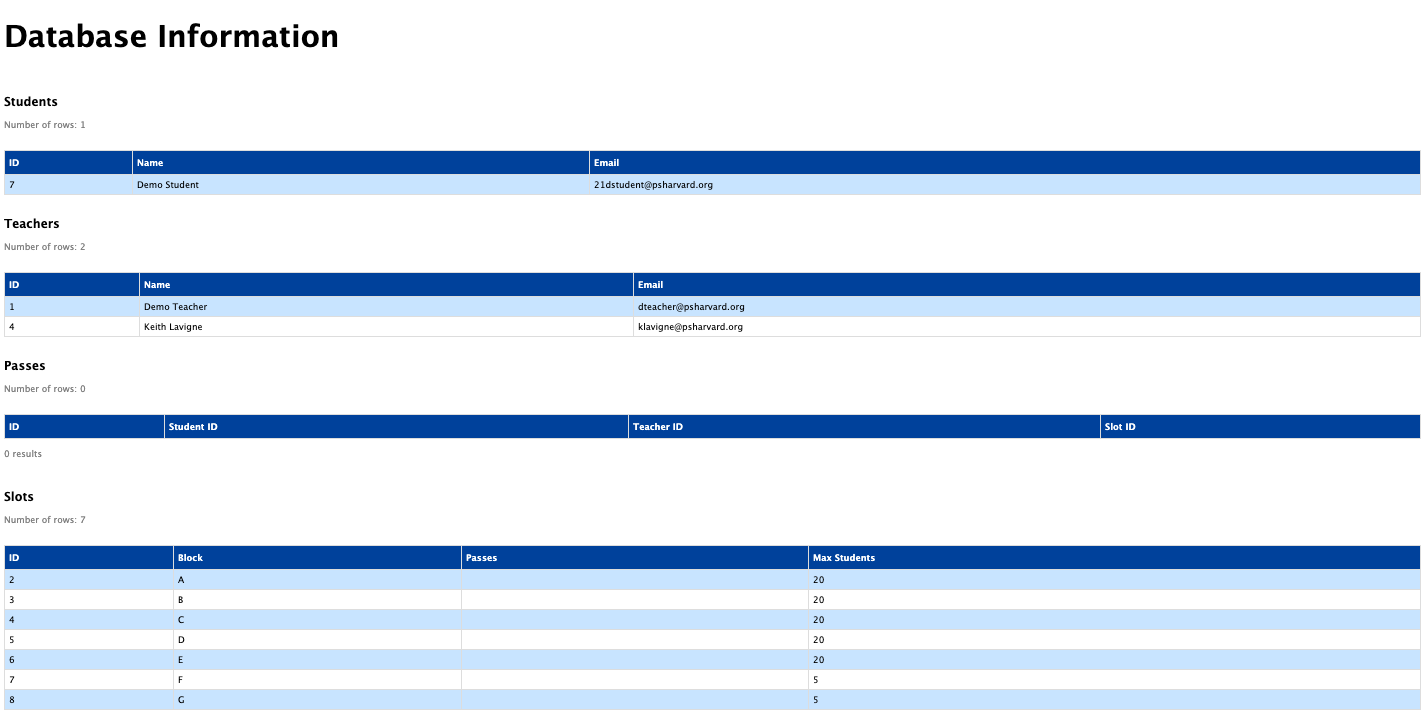 Database Information
Students
Number of rows: 1
ID Name Email
7 Demo Student 21dstudent@psharvard.org
Teachers
Number of rows: 2
ID Name Email
1 Demo Teacher dteacher@psharvard.org
4 Keith Lavigne klavigne@psharvard.org
Passes
Number of rows: 0
ID Student ID Teacher ID Slot ID
0 results
Slots
Number of rows: 7
ID Block Passes Max Students
2 A 20
3 B 20
4 C 20
5 D 20
6 E 20
7 F 5
8 G 5